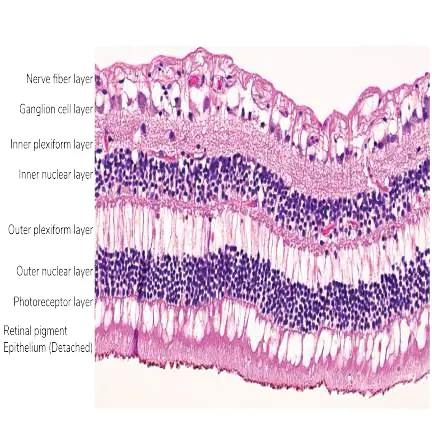 Nerve fiber layer
Ganglion cell layer
Inner plexiform layer
Inner nuclear layer
Outer plexiform layer
Outer nuclear layer
Photoreceptor layer
Retinal pigment
Epithelium (Detached)